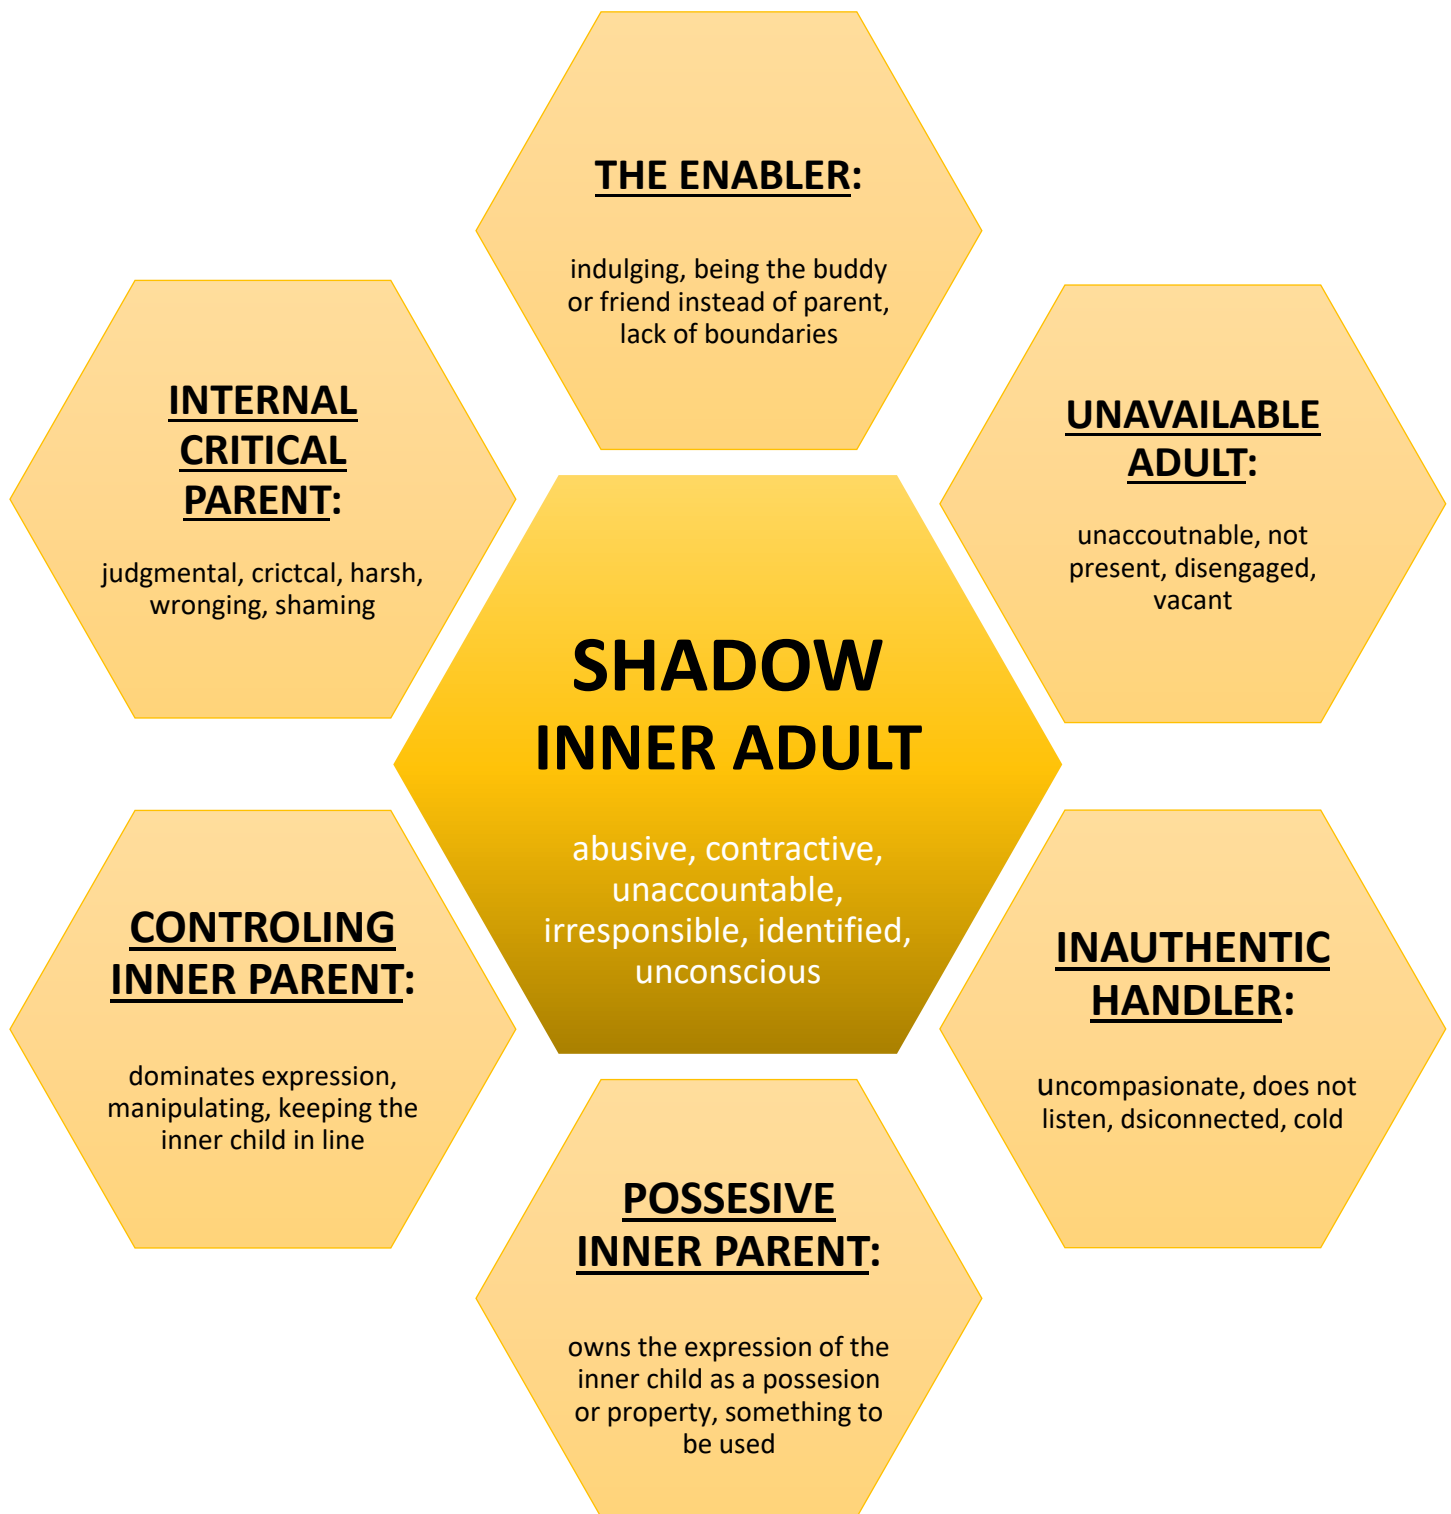 THE ENABLER:
indulging, being the buddy
or friend instead of parent,
lack of boundaries
INTERNAL
CRITICAL
PARENT:
judgmental, crictcal, harsh,
wronging, shaming
UNAVAILABLE
ADULT:
unaccoutnable, not
present, disengaged,
vacant
SHADOW
INNER ADULT
abusive, contractive,
unaccountable,
irresponsible, identified,
unconscious
CONTROLING
INNER PARENT:
dominates expression,
manipulating, keeping the
inner child in line
INAUTHENTIC
HANDLER:
uncompasionate, does not
listen, dsiconnected, cold
POSSESIVE
INNER PARENT:
owns the expression of the
inner child as a possesion
or property, something to
be used